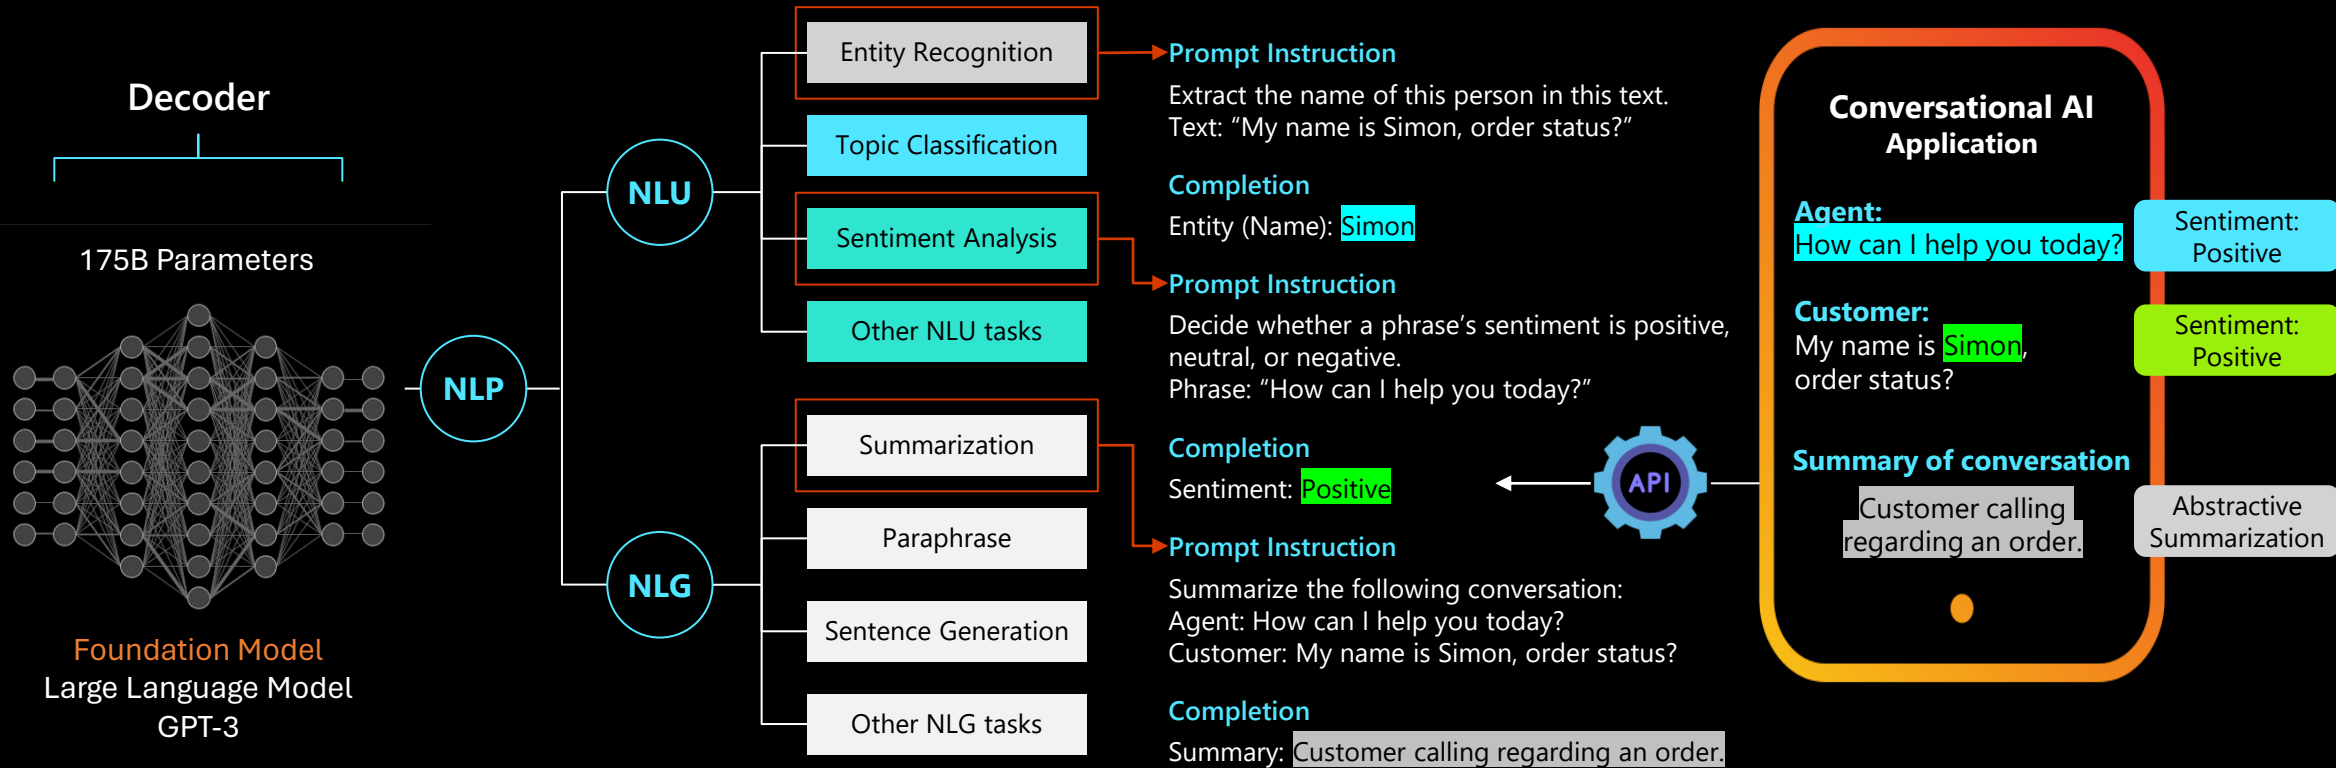 Decoder
175B Parameters
Foundation Model
Large Language Model
GPT-3
NLP
NLU
NLG
Entity Recognition
Topic Classification
Sentiment Analysis
Other NLU tasks
Summarization
Paraphrase
Sentence Generation
Other NLG tasks
Prompt Instruction
Extract the name of this person in this text.
Text: “My name is Simon, order status?”
Completion
Entity (Name): Simon
Prompt Instruction
Decide whether a phrase’s sentiment is positive,
neutral, or negative.
Phrase: “How can I help you today?”
Completion
Sentiment: Positive
Prompt Instruction
Summarize the following conversation:
Agent: How can I help you today?
Customer: My name is Simon, order status?
Completion
Summary: Customer calling regarding an order.
API
Conversational AI
Application
Agent:
How can I help you today?
Sentiment:
Positive
Customer:
My name is Simon,
order status?
Sentiment:
Positive
Summary of conversation
Customer calling
regarding an order.
Abstractive
Summarization